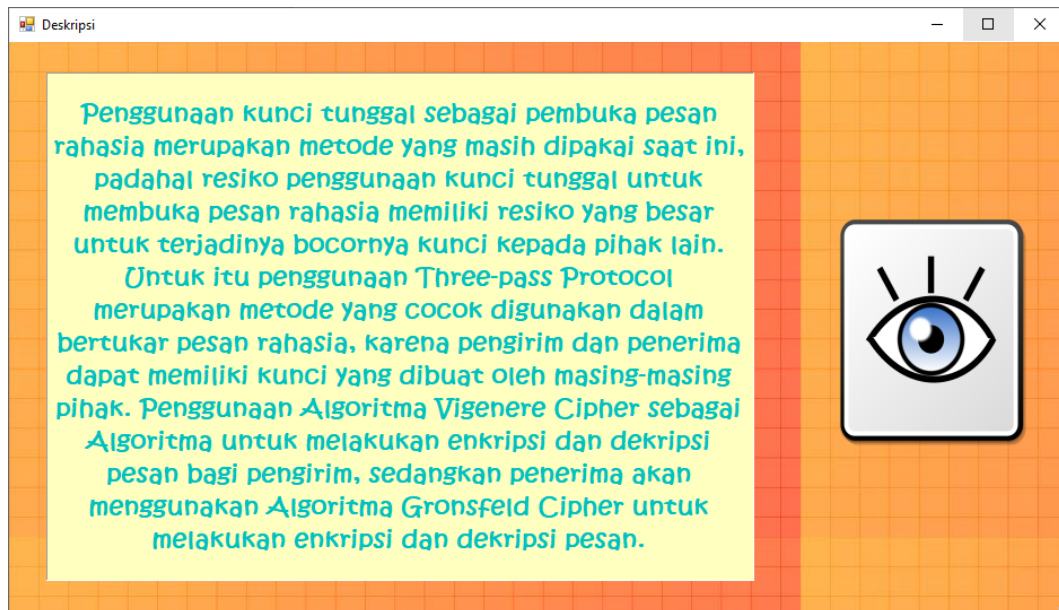 Deskripsi
Penggunaan kunci tunggal sebagai pembuka pesan
rahasia merupakan metode yang masih dipakai saat ini,
padahal resiko penggunaan kunci tunggal untuk
membuka pesan rahasia memiliki resiko yang besar
untuk terjadinya bocornya kunci kepada pihak lain.
Untuk itu penggunaan Three-pass Protocol
merupakan metode yang cocok digunakan dalam
bertukar pesan rahasia, karena pengirim dan penerima
dapat memiliki kunci yang dibuat oleh masing-masing
pihak. Penggunaan Algoritma Vigenere Cipher sebagai
Algoritma untuk melakukan enkripsi dan dekripsi
pesan bagi pengirim, sedangkan penerima akan
menggunakan Algoritma Gronsfeld Cipher untuk
melakukan enkripsi dan dekripsi pesan.